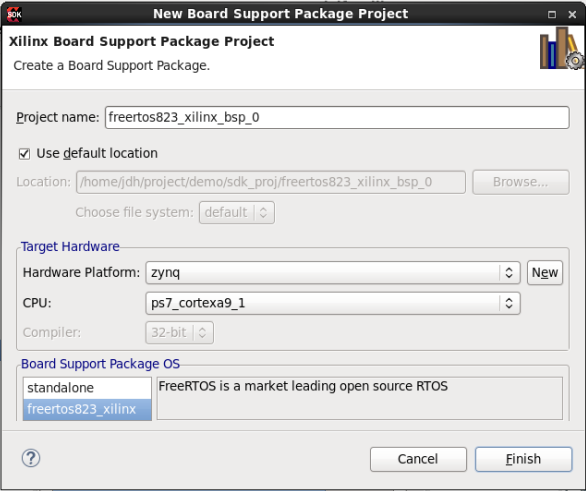 SDK New Board Support Package Project
Xilinx Board Support Package Project
Create a Board Support Package.
Project name: freertos823_xilinx_bsp_0
Use default location
Location: /home/jdh/project/demo/sdk_proj/freertos823_xilinx_bsp_0 Browse...
Choose file system: default
Target Hardware
Hardware Platform: zynq New
CPU: ps7_cortexa9_1
Compiler: 32-bit
Board Support Package OS
standalone FreeRTOS is a market leading open source RTOS
freertos823_xilinx
? Cancel Finish